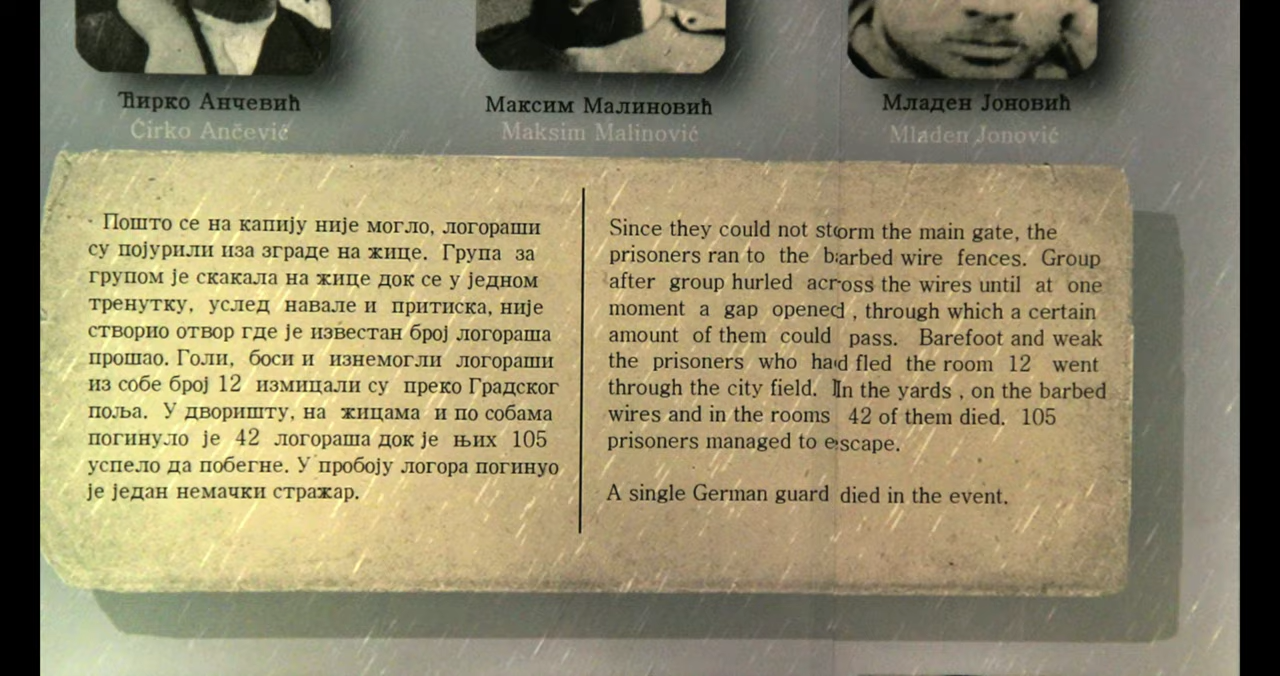 Ћирко Анчевић
Ćirko Ančević
Максим Малиновић
Maksim Malinović
Младен Јоновић
Mladen Jonović
Пошто се на капију није могло, логораши
су појурили иза зграде на жице. Група за
групом је скакала на жице док се у једном
тренутку, услед навале и притиска, није
створио отвор где је известан број логораша
прошао. Голи, боси и изнемогли логораши
из собе број 12 измицали су преко Градског
поља. У дворишту, на жицама и по собама
погинуло је 42 логораша док је њих 105
успело да побегне. У пробоју логора погинуо
је један немачки стражар.
Since they could not storm the main gate, the
prisoners ran to the barbed wire fences. Group
after group hurled across the wires until at one
moment a gap opened , through which a certain
amount of them could pass. Barefoot and weak
the prisoners who had fled the room 12 went
through the city field. In the yards , on the barbed
wires and in the rooms 42 of them died. 105
prisoners managed to escape.
A single German guard died in the event.